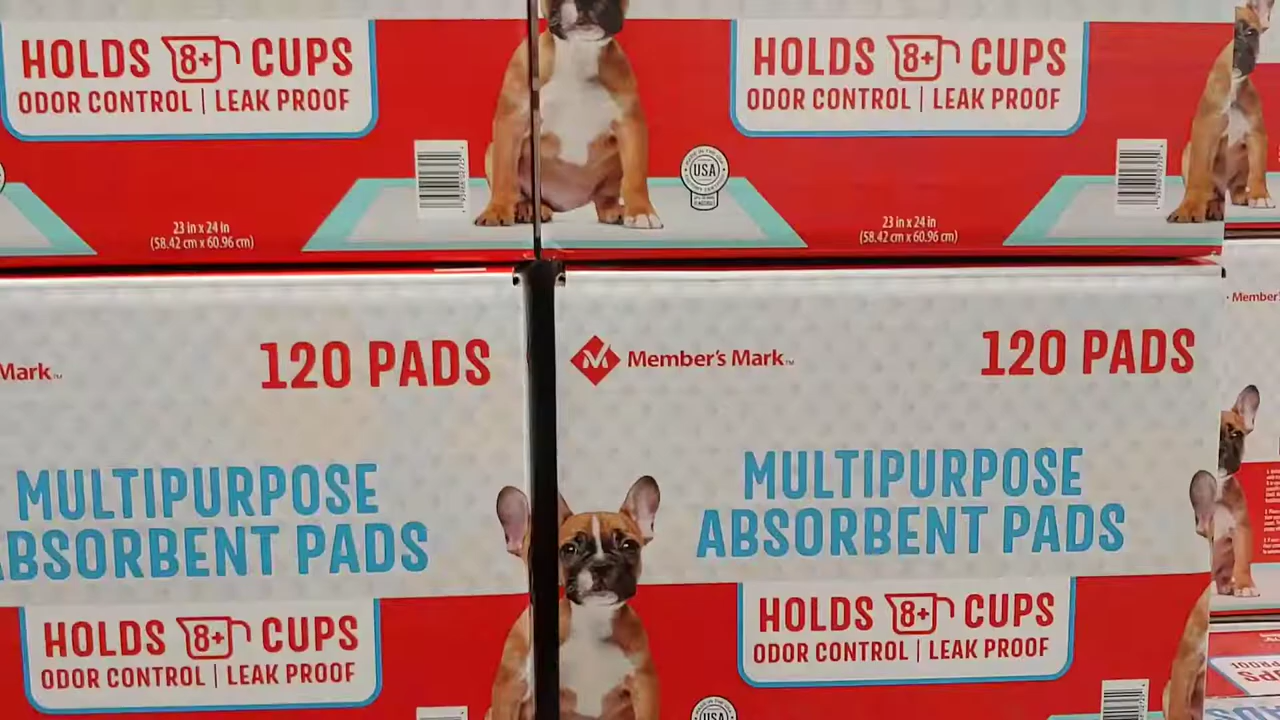 HOLDS 8+ CUPS
ODOR CONTROL | LEAK PROOF
23 in x 24 in
(58.42 cm x 60.96 cm)
HOLDS 8+ CUPS
ODOR CONTROL | LEAK PROOF
USA
23 in x 24 in
(58.42 cm x 60.96 cm)
Mark™
120 PADS
MULTIPURPOSE
ABSORBENT PADS
HOLDS 8+ CUPS
ODOR CONTROL | LEAK PROOF
Member's Mark™
120 PADS
MULTIPURPOSE
ABSORBENT PADS
HOLDS 8+ CUPS
ODOR CONTROL | LEAK PROOF
USA
Member's